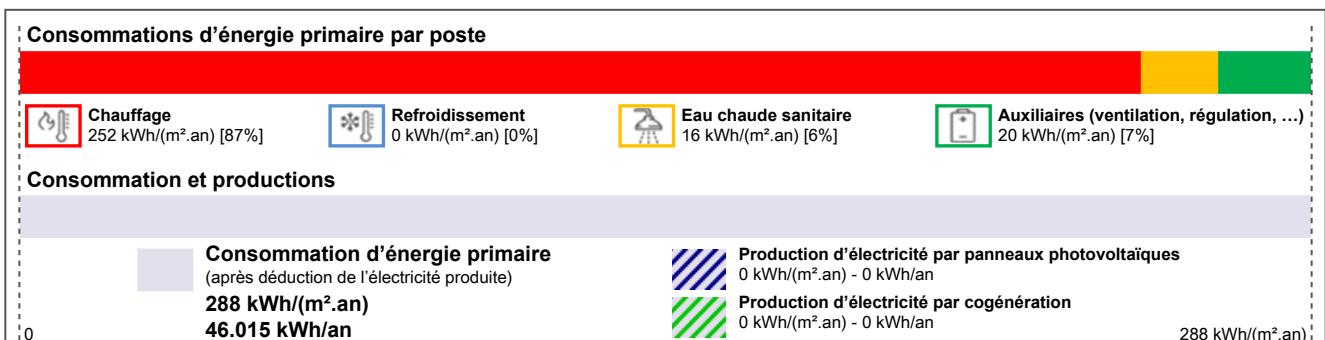 Consommations d'énergie primaire par poste
Chauffage
252 kWh/(m².an) [87%]
Refroidissement
0 kWh/(m².an) [0%]
Eau chaude sanitaire
16 kWh/(m².an) [6%]
Auxiliaires (ventilation, régulation, …)
20 kWh/(m².an) [7%]
Consommation et productions
Consommation d'énergie primaire
(après déduction de l'électricité produite)
288 kWh/(m².an)
46.015 kWh/an
Production d'électricité par panneaux photovoltaïques
0 kWh/(m².an) - 0 kWh/an
Production d'électricité par cogénération
0 kWh/(m².an) - 0 kWh/an
0
288 kWh/(m².an)